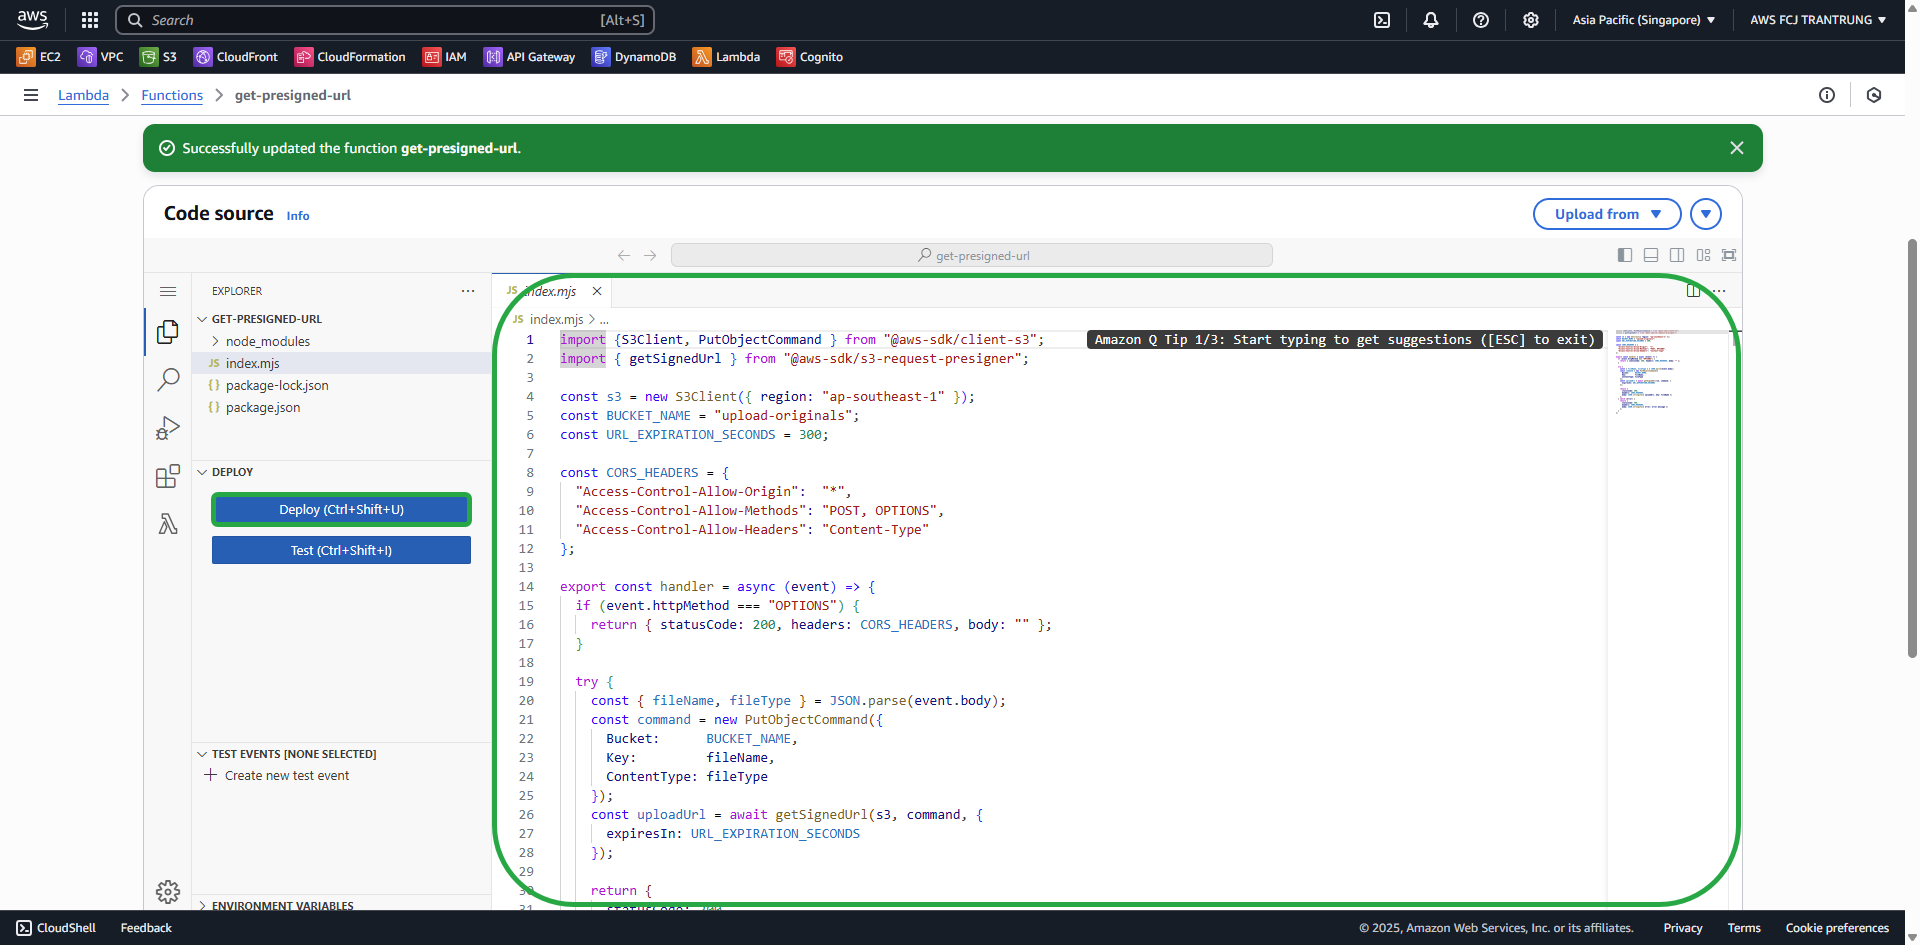 aws
Search [Alt+S]
Asia Pacific (Singapore)
AWS FCJ TRANTRUNG
EC2 VPC S3 CloudFront CloudFormation IAM API Gateway DynamoDB Lambda Cognito
Lambda > Functions > get-presigned-url
Successfully updated the function get-presigned-url.
Code source Info
Upload from
get-presigned-url
EXPLORER
GET-PRESIGNED-URL
node_modules
JS index.mjs
{} package-lock.json
{} package.json
DEPLOY
Deploy (Ctrl+Shift+U)
Test (Ctrl+Shift+I)
TEST EVENTS [NONE SELECTED]
Create new test event
ENVIRONMENT VARIABLES
JS index.mjs
JS index.mjs > ...
Amazon Q Tip 1/3: Start typing to get suggestions ([ESC] to exit)
1 import {S3Client, PutObjectCommand } from "@aws-sdk/client-s3";
2 import { getSignedUrl } from "@aws-sdk/s3-request-presigner";
3
4 const s3 = new S3Client({ region: "ap-southeast-1" });
5 const BUCKET_NAME = "upload-originals";
6 const URL_EXPIRATION_SECONDS = 300;
7
8 const CORS_HEADERS = {
9 "Access-Control-Allow-Origin": "*",
10 "Access-Control-Allow-Methods": "POST, OPTIONS",
11 "Access-Control-Allow-Headers": "Content-Type"
12 };
13
14 export const handler = async (event) => {
15 if (event.httpMethod === "OPTIONS") {
16 return { statusCode: 200, headers: CORS_HEADERS, body: "" };
17 }
18
19 try {
20 const { fileName, fileType } = JSON.parse(event.body);
21 const command = new PutObjectCommand({
22 Bucket: BUCKET_NAME,
23 Key: fileName,
24 ContentType: fileType
25 });
26 const uploadUrl = await getSignedUrl(s3, command, {
27 expiresIn: URL_EXPIRATION_SECONDS
28 });
29
30 return {
31 statusCode: 200
CloudShell Feedback
© 2025, Amazon Web Services, Inc. or its affiliates. Privacy Terms Cookie preferences